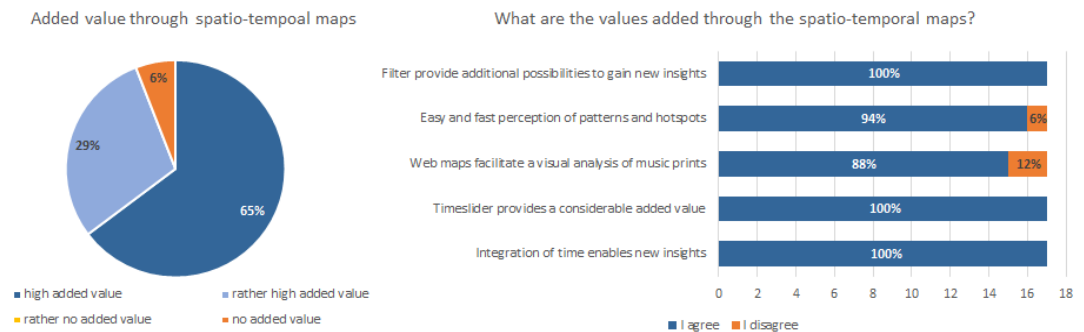 Added value through spatio-tempoal maps
6%
29%
65%
high added value
rather high added value
rather no added value
no added value
What are the values added through the spatio-temporal maps?
Filter provide additional possibilities to gain new insights
100%
Easy and fast perception of patterns and hotspots
94%
6%
Web maps facilitate a visual analysis of music prints
88%
12%
Timeslider provides a considerable added value
100%
Integration of time enables new insights
100%
0 2 4 6 8 10 12 14 16 18
I agree
I disagree